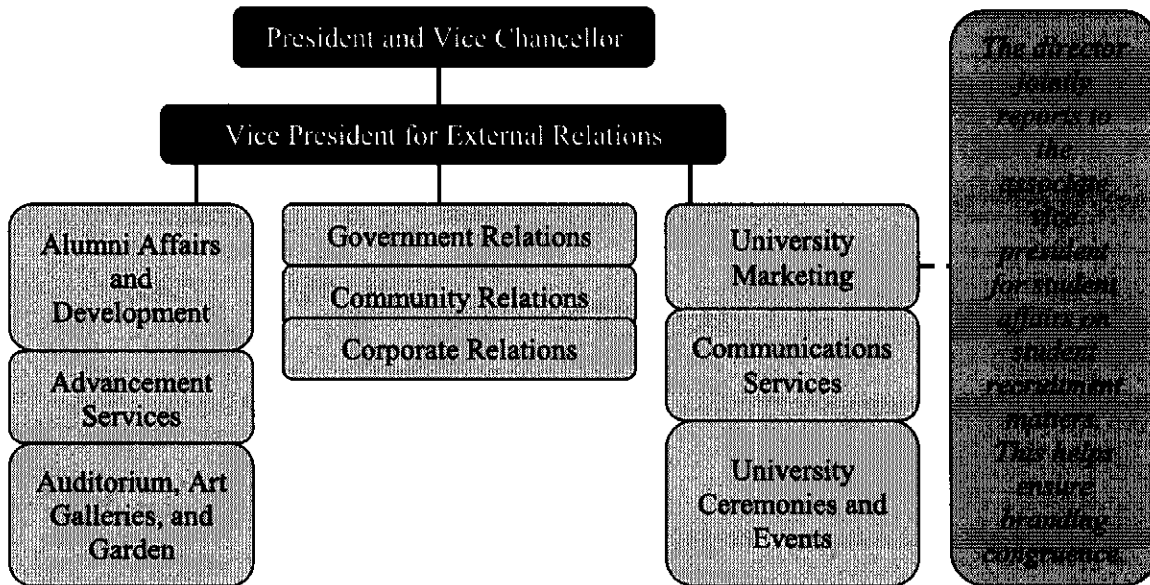 President and Vice Chancellor
Vice President for External Relations
Alumni Affairs
and
Development
Advancement
Services
Auditorium, Art
Galleries, and
Garden
Government Relations
Community Relations
Corporate Relations
University
Marketing
Communications
Services
University
Ceremonies and
Events
The director
jointly
reports to
the
associate
vice
president
for student
affairs on
student
recruitment
matters.
This helps
ensure
branding
congruence.